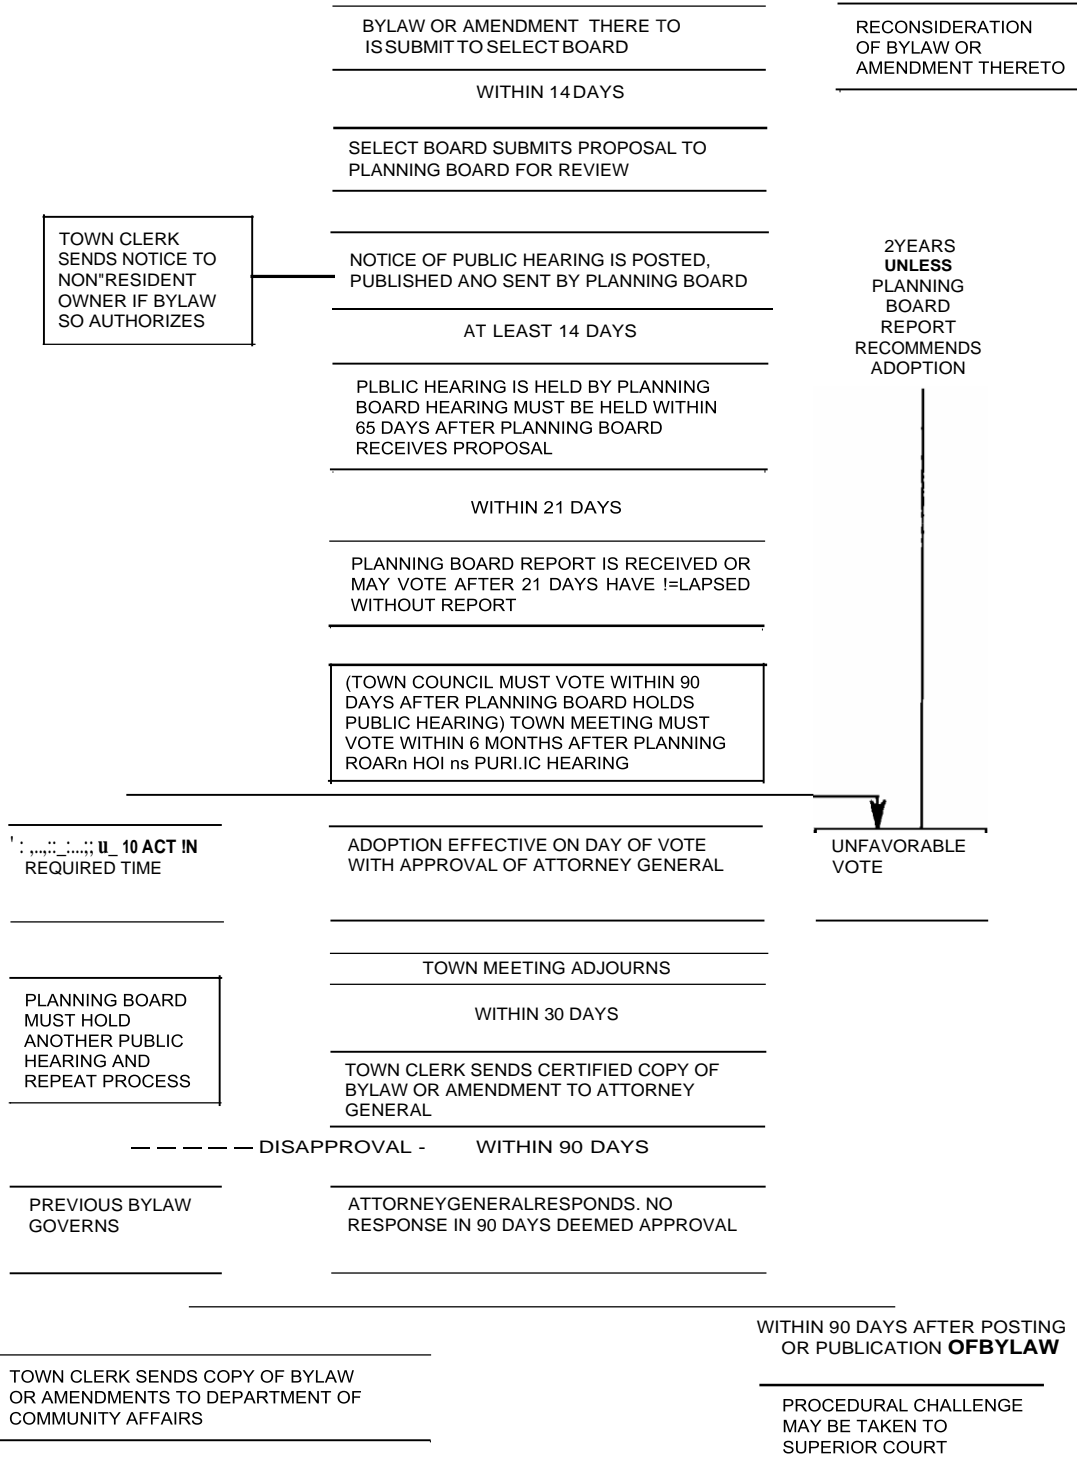 BYLAW OR AMENDMENT THERE TO
IS SUBMIT TO SELECT BOARD
RECONSIDERATION
OF BYLAW OR
AMENDMENT THERETO
WITHIN 14 DAYS
SELECT BOARD SUBMITS PROPOSAL TO
PLANNING BOARD FOR REVIEW
TOWN CLERK
SENDS NOTICE TO
NON"RESIDENT
OWNER IF BYLAW
SO AUTHORIZES
NOTICE OF PUBLIC HEARING IS POSTED,
PUBLISHED ANO SENT BY PLANNING BOARD
2YEARS
UNLESS
PLANNING
BOARD
REPORT
RECOMMENDS
ADOPTION
AT LEAST 14 DAYS
PLBLIC HEARING IS HELD BY PLANNING
BOARD HEARING MUST BE HELD WITHIN
65 DAYS AFTER PLANNING BOARD
RECEIVES PROPOSAL
WITHIN 21 DAYS
PLANNING BOARD REPORT IS RECEIVED OR
MAY VOTE AFTER 21 DAYS HAVE !=LAPSED
WITHOUT REPORT
(TOWN COUNCIL MUST VOTE WITHIN 90
DAYS AFTER PLANNING BOARD HOLDS
PUBLIC HEARING) TOWN MEETING MUST
VOTE WITHIN 6 MONTHS AFTER PLANNING
ROARn HOI ns PURI.IC HEARING
u_ 10 ACT !N
REQUIRED TIME
ADOPTION EFFECTIVE ON DAY OF VOTE
WITH APPROVAL OF ATTORNEY GENERAL
UNFAVORABLE
VOTE
TOWN MEETING ADJOURNS
PLANNING BOARD
MUST HOLD
ANOTHER PUBLIC
HEARING AND
REPEAT PROCESS
WITHIN 30 DAYS
TOWN CLERK SENDS CERTIFIED COPY OF
BYLAW OR AMENDMENT TO ATTORNEY
GENERAL
— — — — — DISAPPROVAL - WITHIN 90 DAYS
PREVIOUS BYLAW
GOVERNS
ATTORNEYGENERALRESPONDS. NO
RESPONSE IN 90 DAYS DEEMED APPROVAL
WITHIN 90 DAYS AFTER POSTING
OR PUBLICATION OFBYLAW
TOWN CLERK SENDS COPY OF BYLAW
OR AMENDMENTS TO DEPARTMENT OF
COMMUNITY AFFAIRS
PROCEDURAL CHALLENGE
MAY BE TAKEN TO
SUPERIOR COURT